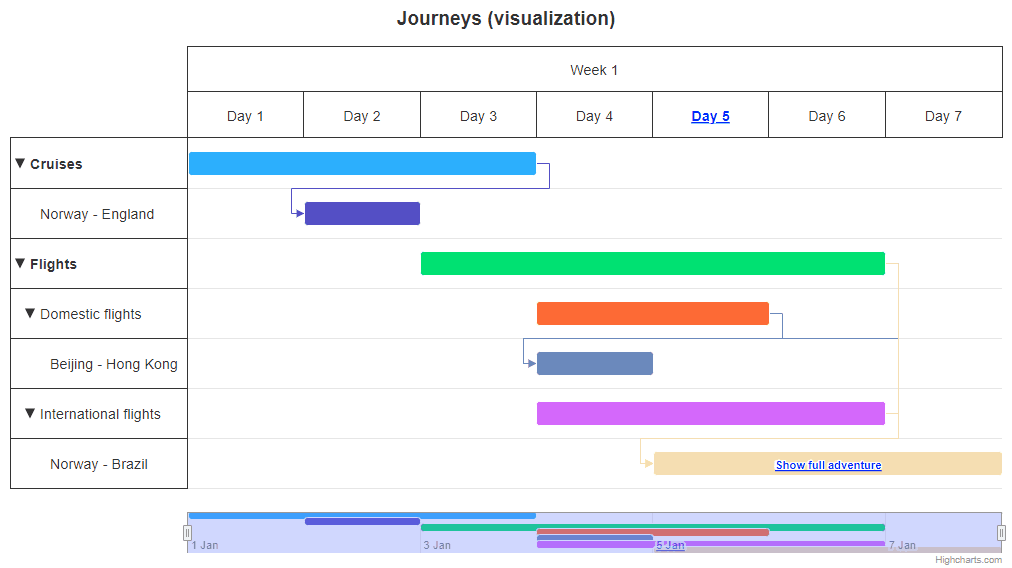 Journeys (visualization)
Week 1
Day 1 Day 2 Day 3 Day 4 Day 5 Day 6 Day 7
▼ Cruises
Norway - England
▼ Flights
▼ Domestic flights
Beijing - Hong Kong
▼ International flights
Norway - Brazil
Show full adventure
1 Jan 3 Jan 5 Jan 7 Jan
Highcharts.com